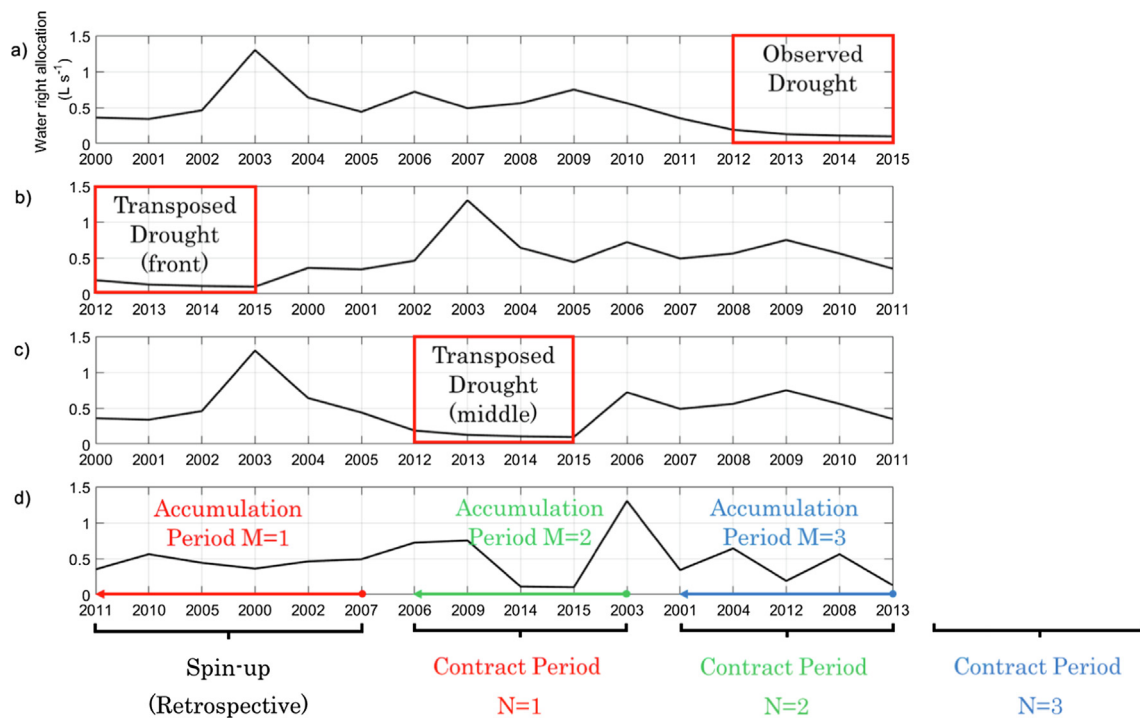 a)
Water right allocation
(L s⁻¹)
1.5
1
0.5
0
Observed
Drought
2000 2001 2002 2003 2004 2005 2006 2007 2008 2009 2010 2011 2012 2013 2014 2015
b)
1.5
1
0.5
0
Transposed
Drought
(front)
2012 2013 2014 2015 2000 2001 2002 2003 2004 2005 2006 2007 2008 2009 2010 2011
c)
1.5
1
0.5
0
Transposed
Drought
(middle)
2000 2001 2002 2003 2004 2005 2012 2013 2014 2015 2006 2007 2008 2009 2010 2011
d)
1.5
1
0.5
0
Accumulation
Period M=1
Accumulation
Period M=2
Accumulation
Period M=3
2011 2010 2005 2000 2002 2007 2006 2009 2014 2015 2003 2001 2004 2012 2008 2013
Spin-up
(Retrospective)
Contract Period
N=1
Contract Period
N=2
Contract Period
N=3